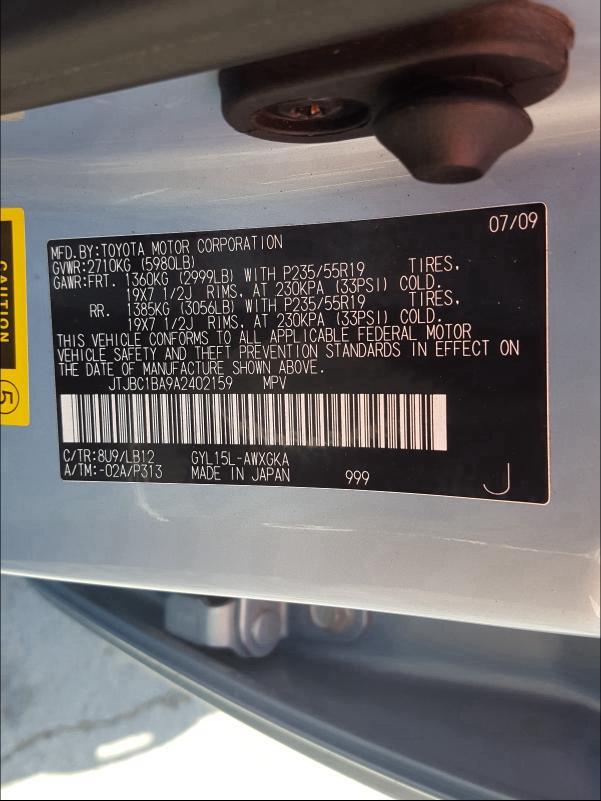 07/09
MFD.BY:TOYOTA MOTOR CORPORATION
GVWR:2710KG (5980LB)
GAWR:FRT. 1360KG (2999LB) WITH P235/55R19 TIRES,
19X7 1/2J RIMS, AT 230KPA (33PSI) COLD.
RR. 1385KG (3056LB) WITH P235/55R19 TIRES,
19X7 1/2J RIMS, AT 230KPA (33PSI) COLD.
THIS VEHICLE CONFORMS TO ALL APPLICABLE FEDERAL MOTOR
VEHICLE SAFETY AND THEFT PREVENTION STANDARDS IN EFFECT ON
THE DATE OF MANUFACTURE SHOWN ABOVE.
JTJBC1BA9A2402159 MPV
C/TR:8U9/LB12 GYL15L-AWXGKA
A/TM:-02A/P313 MADE IN JAPAN 999 J
CAUTION
5